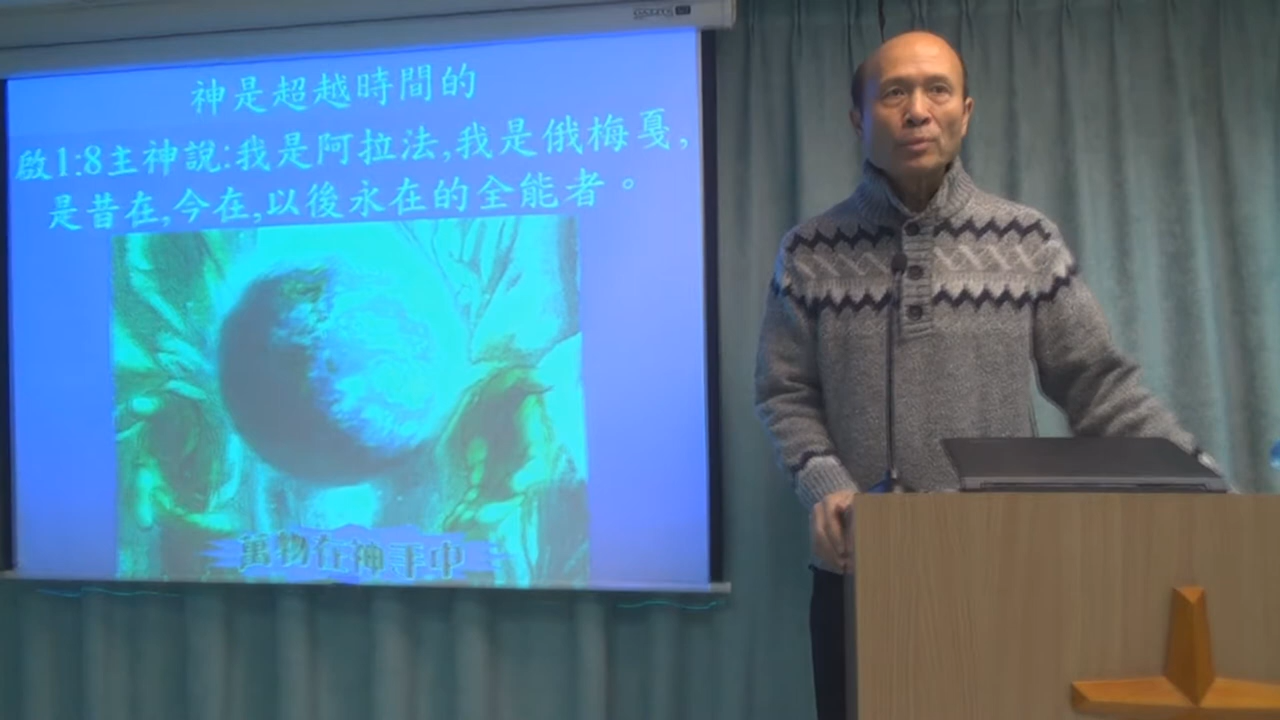 神是超越時間的
啟1:8主神說:我是阿拉法,我是俄梅戛,
是昔在,今在,以後永在的全能者。
萬物在神手中